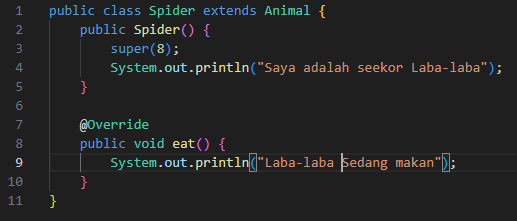 1 public class Spider extends Animal {
2     public Spider() {
3         super(8);
4         System.out.println("Saya adalah seekor Laba-laba");
5     }
6
7     @Override
8     public void eat() {
9         System.out.println("Laba-laba Sedang makan");
10     }
11 }